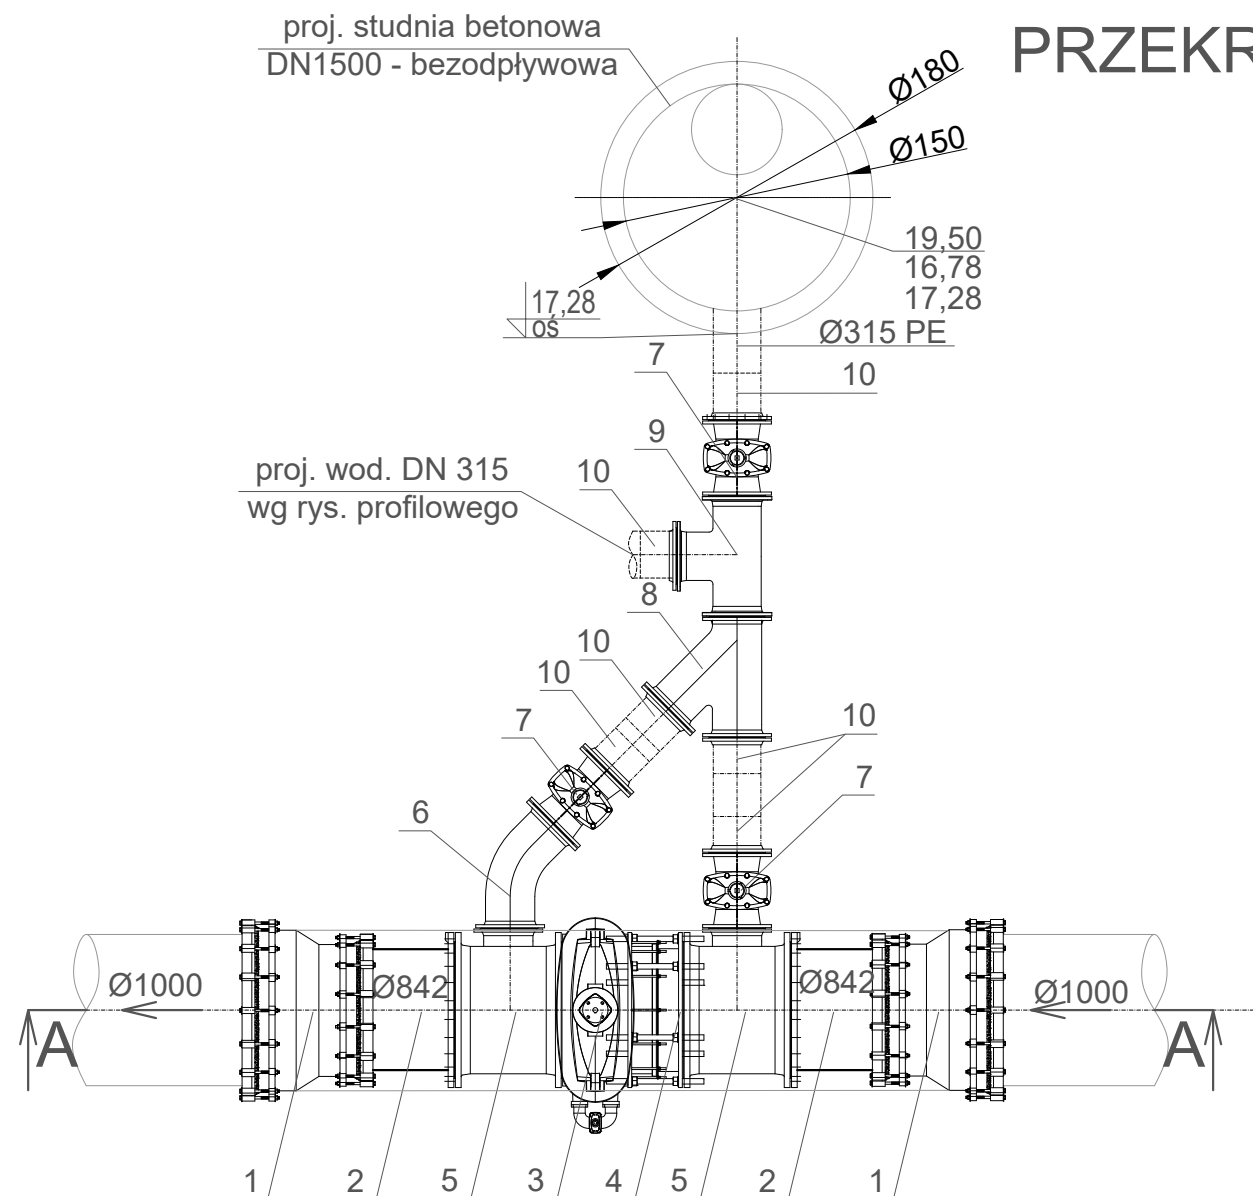 proj. studnia betonowa
DN1500 - bezodpływowa
PRZEKR
Ø180
Ø150
19,50
16,78
17,28
17,28
oś
Ø315 PE
7
10
9
proj. wod. DN 315
wg rys. profilowego
10
8
10
10
7
10
7
6
Ø1000
Ø842
Ø842
Ø1000
A
A
1
2
5
3
4
5
2
1